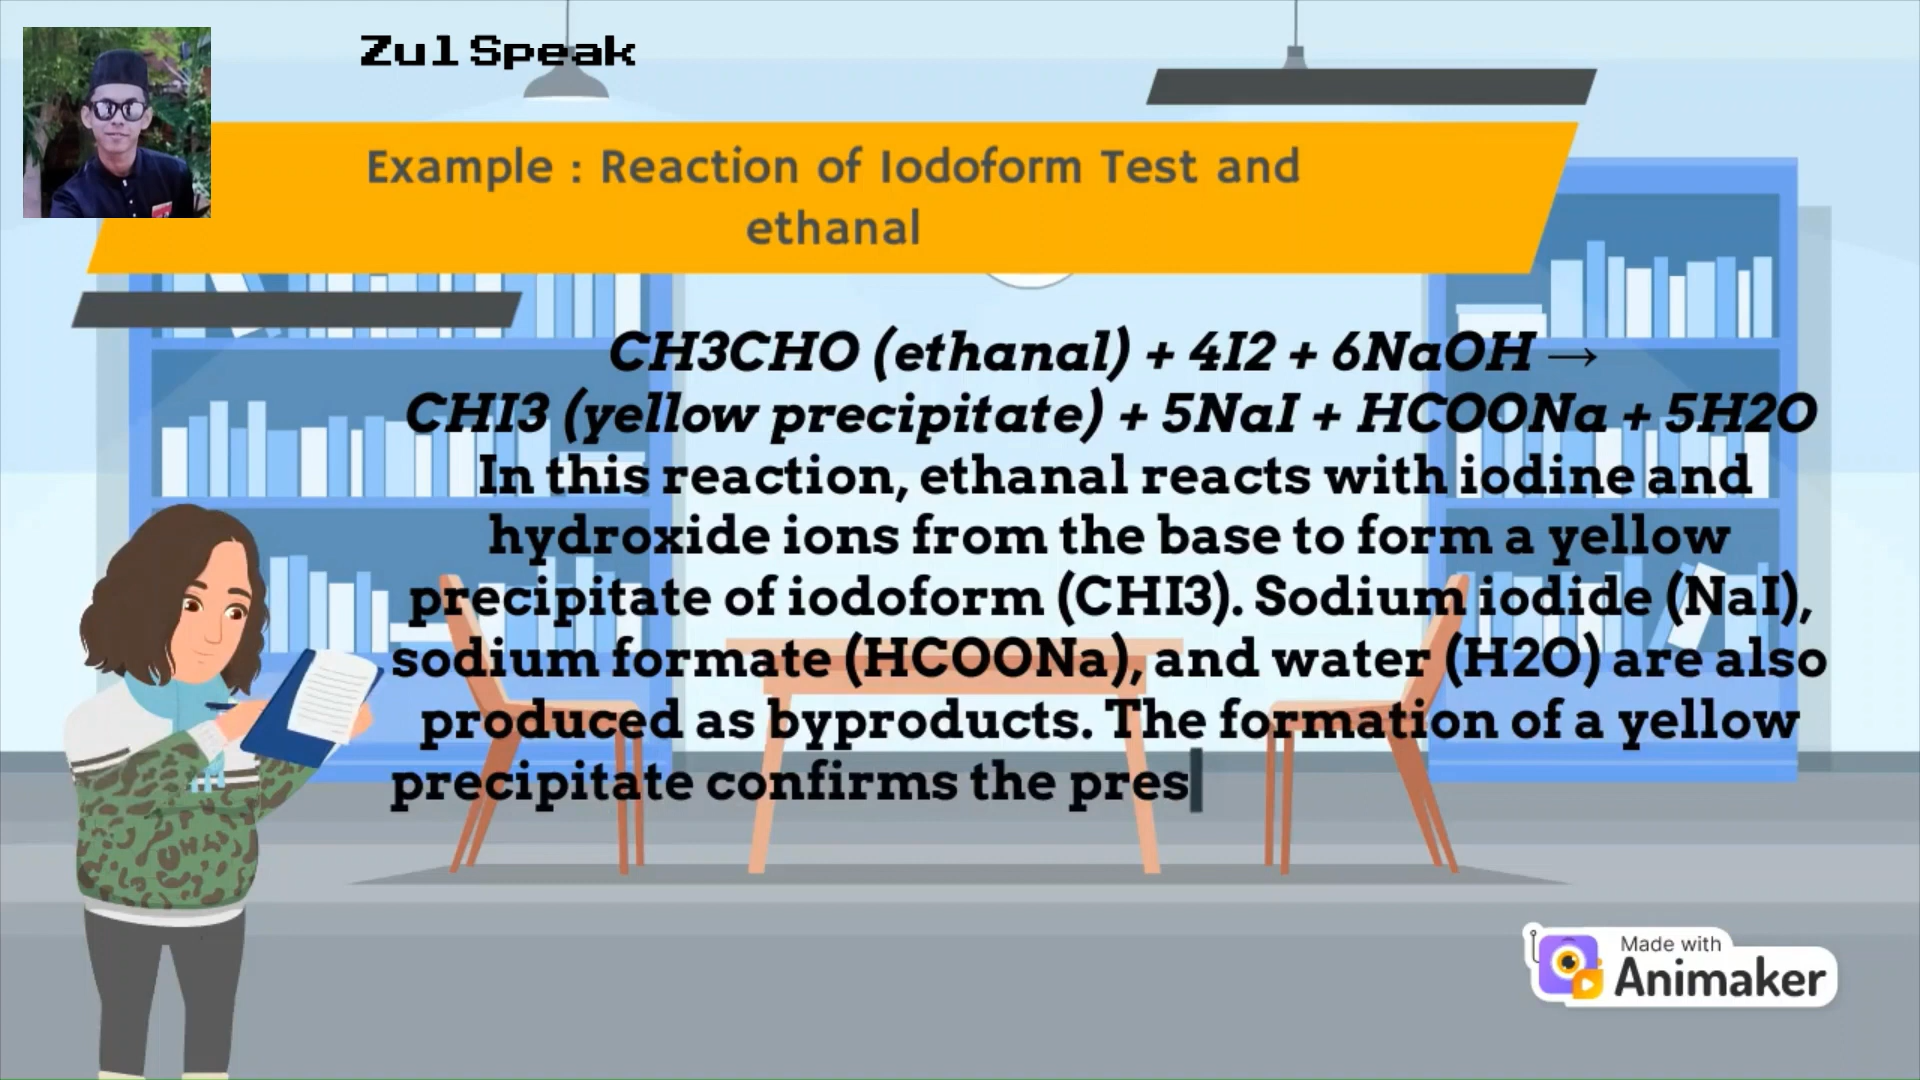 Zul Speak
Example : Reaction of Iodoform Test and
ethanal
CH3CHO (ethanal) + 4I2 + 6NaOH →
CHI3 (yellow precipitate) + 5NaI + HCOONa + 5H2O
In this reaction, ethanal reacts with iodine and
hydroxide ions from the base to form a yellow
precipitate of iodoform (CHI3). Sodium iodide (NaI),
sodium formate (HCOONa), and water (H2O) are also
produced as byproducts. The formation of a yellow
precipitate confirms the pres
Made with
Animaker